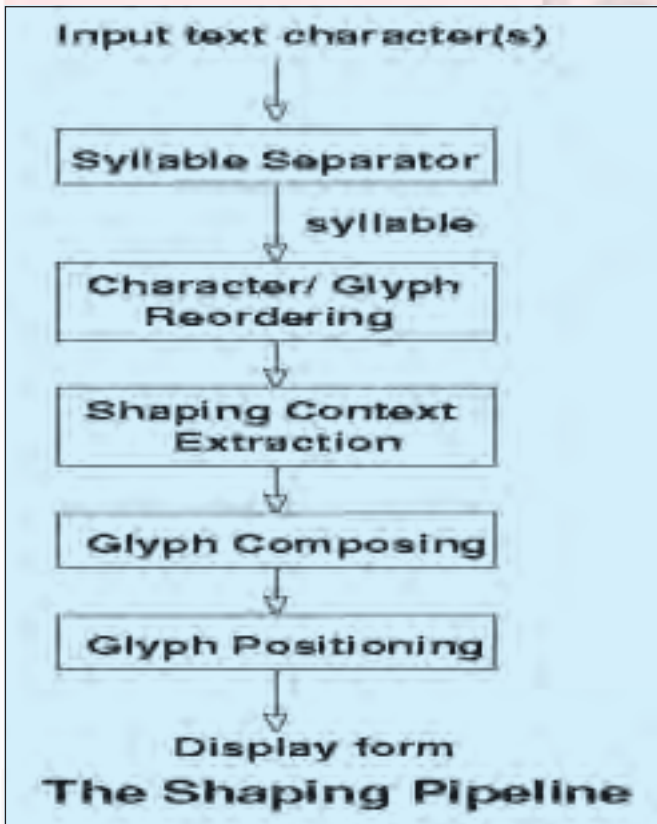 Input text character(s)
Syllable Separator
syllable
Character/ Glyph
Reordering
Shaping Context
Extraction
Glyph Composing
Glyph Positioning
Display form
The Shaping Pipeline